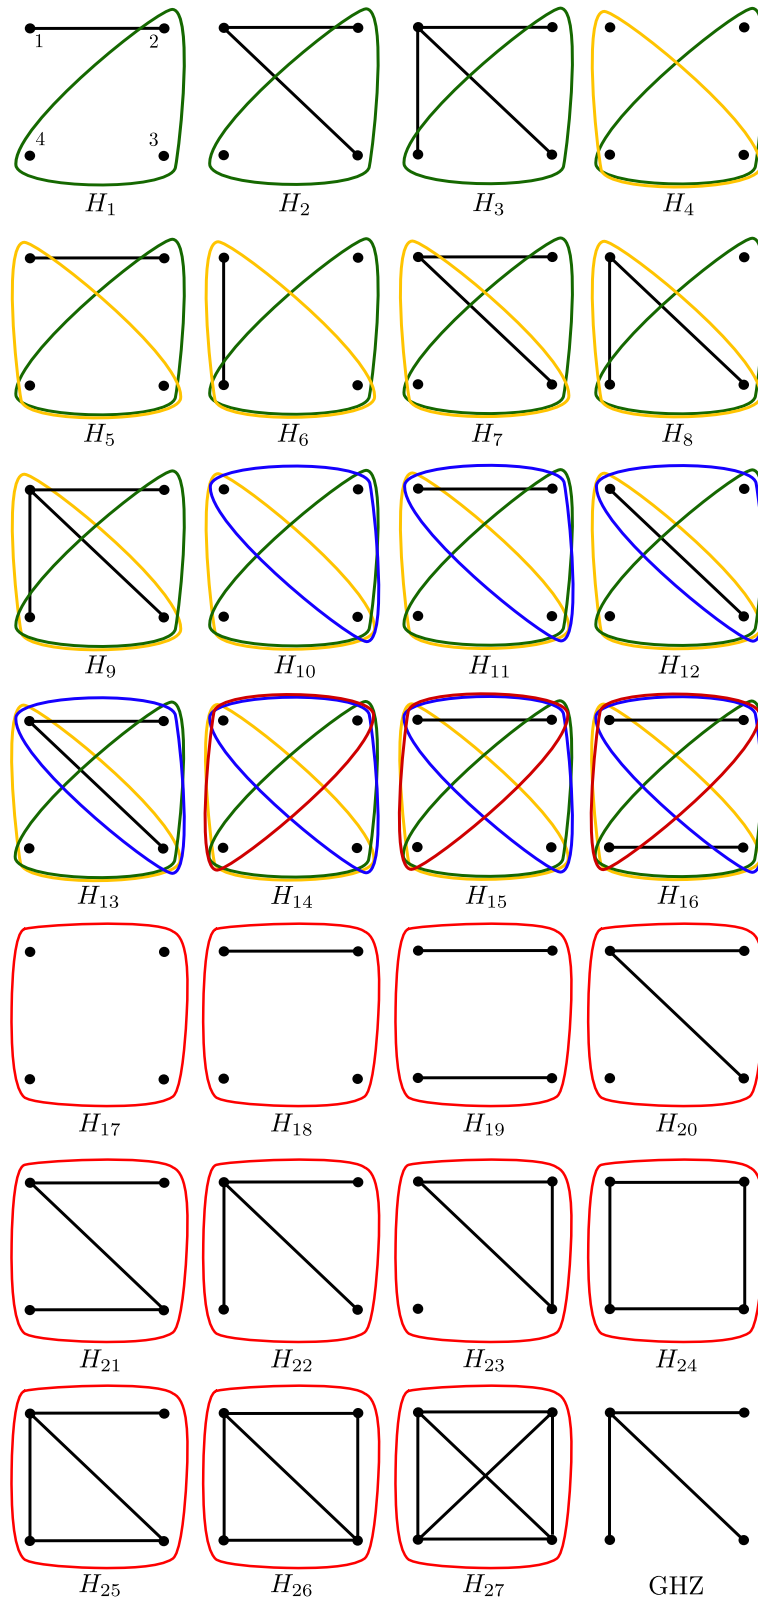 1 2
4 3
H₁ H₂ H₃ H₄
H₅ H₆ H₇ H₈
H₉ H₁₀ H₁₁ H₁₂
H₁₃ H₁₄ H₁₅ H₁₆
H₁₇ H₁₈ H₁₉ H₂₀
H₂₁ H₂₂ H₂₃ H₂₄
H₂₅ H₂₆ H₂₇ GHZ